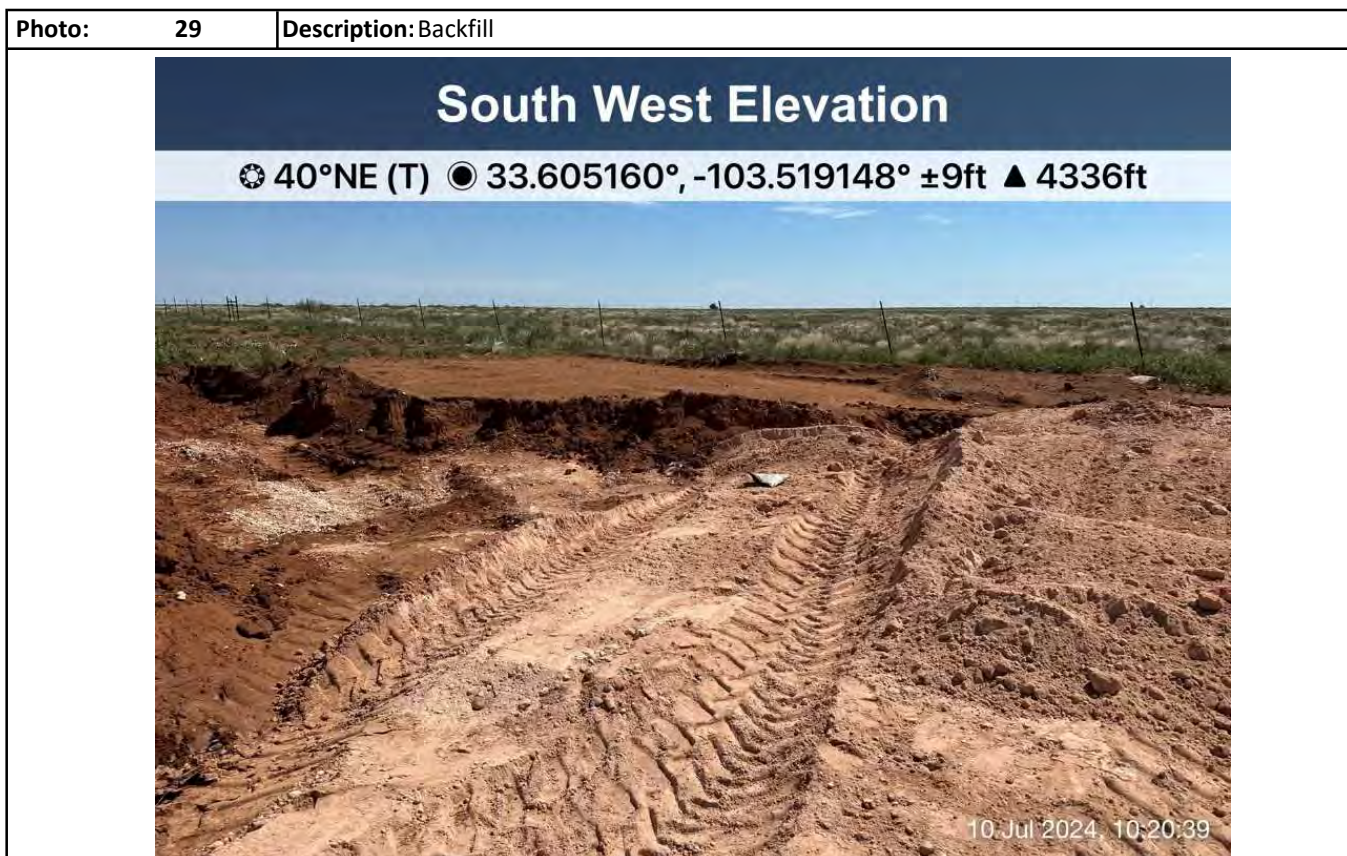 Photo: 29 Description: Backfill
South West Elevation
40°NE (T) 33.605160°, -103.519148° ±9ft ▲ 4336ft
10 Jul 2024, 10:20:39